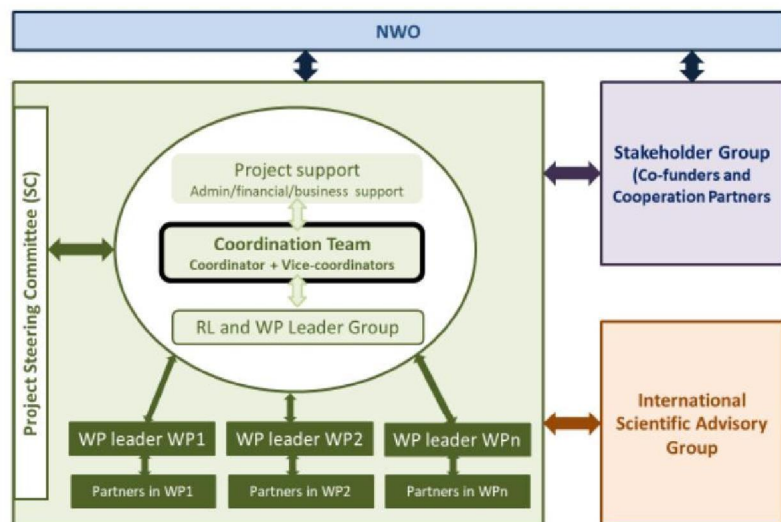 NWO
Project Steering Committee (SC)
Project support
Admin/financial/business support
Coordination Team
Coordinator + Vice-coordinators
RL and WP Leader Group
WP leader WP1
WP leader WP2
WP leader WPn
Partners in WP1
Partners in WP2
Partners in WPn
Stakeholder Group
(Co-funders and
Cooperation Partners
International
Scientific Advisory
Group